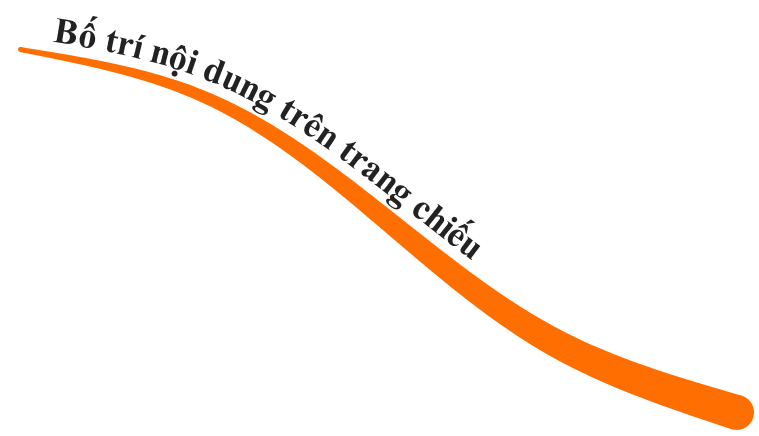 Bố trí nội dung trên trang chiếu